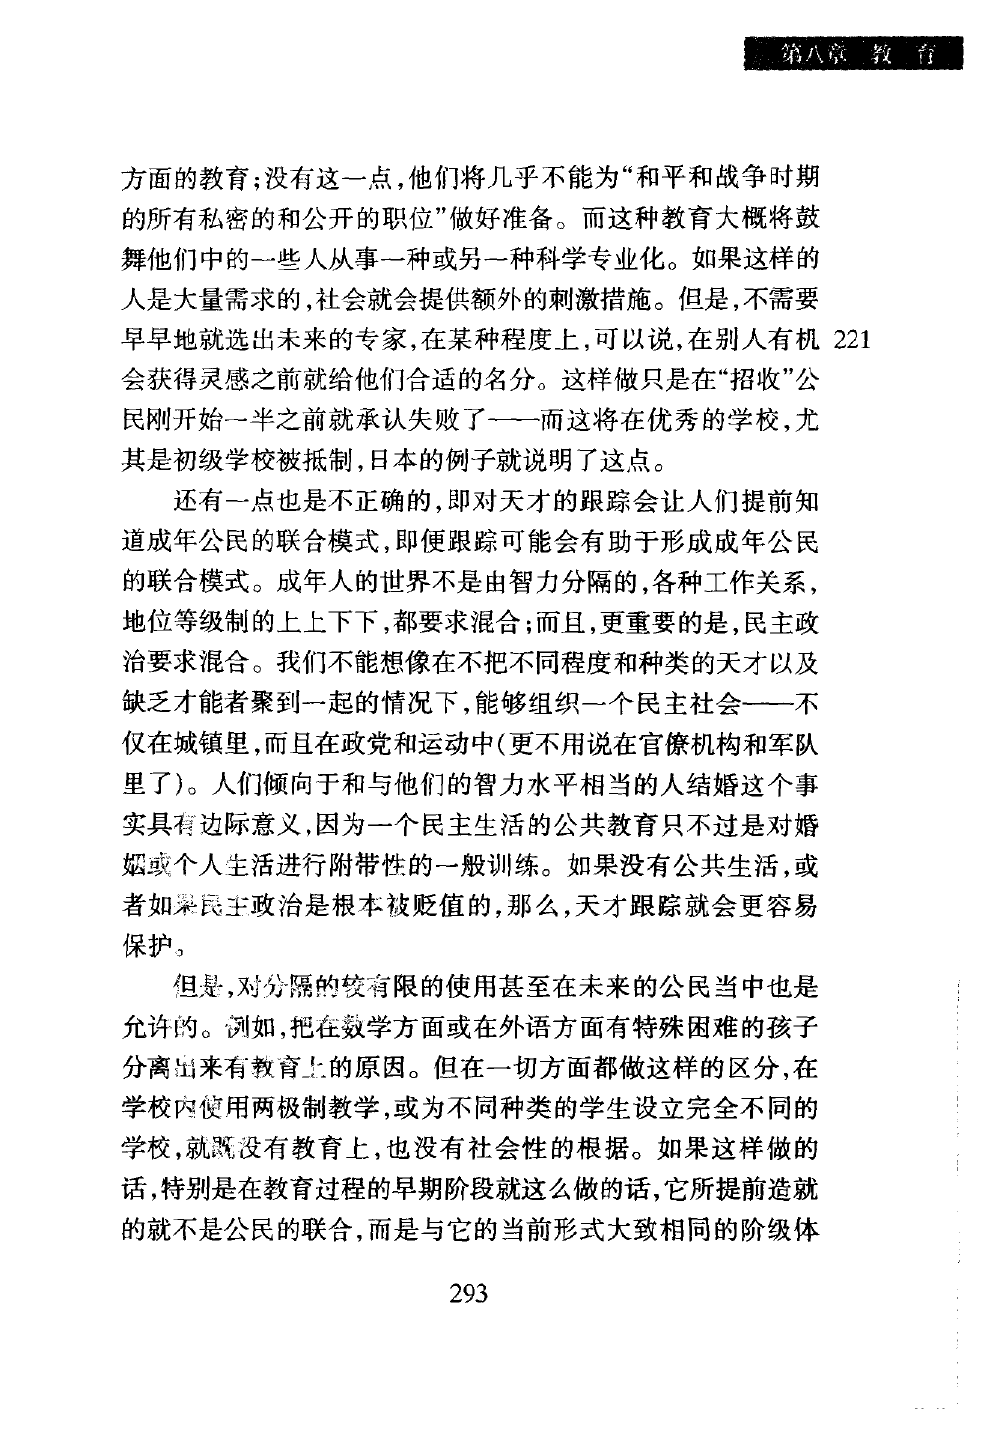 第八章 教 育
方面的教育;没有这一点,他们将几乎不能为“和平和战争时期
的所有私密的和公开的职位”做好准备。而这种教育大概将鼓
舞他们中的一些人从事一种或另一种科学专业化。如果这样的
人是大量需求的,社会就会提供额外的刺激措施。但是,不需要
早早地就选出未来的专家,在某种程度上,可以说,在别人有机 221
会获得灵感之前就给他们合适的名分。这样做只是在“招收”公
民刚开始一半之前就承认失败了——而这将在优秀的学校,尤
其是初级学校被抵制,日本的例子就说明了这点。
还有一点也是不正确的,即对天才的跟踪会让人们提前知
道成年公民的联合模式,即便跟踪可能会有助于形成成年公民
的联合模式。成年人的世界不是由智力分隔的,各种工作关系,
地位等级制的上上下下,都要求混合;而且,更重要的是,民主政
治要求混合。我们不能想像在不把不同程度和种类的天才以及
缺乏才能者聚到一起的情况下,能够组织一个民主社会——不
仅在城镇里,而且在政党和运动中(更不用说在官僚机构和军队
里了)。人们倾向于和与他们的智力水平相当的人结婚这个事
实具有边际意义,因为一个民主生活的公共教育只不过是对婚
姻或个人生活进行附带性的一般训练。如果没有公共生活,或
者如果民主政治是根本被贬值的,那么,天才跟踪就会更容易
保护。
但是,对分隔的较有限的使用甚至在未来的公民当中也是
允许的。例如,把在数学方面或在外语方面有特殊困难的孩子
分离出来有教育上的原因。但在一切方面都做这样的区分,在
学校内使用两极制教学,或为不同种类的学生设立完全不同的
学校,就既没有教育上,也没有社会性的根据。如果这样做的
话,特别是在教育过程的早期阶段就这么做的话,它所提前造就
的就不是公民的联合,而是与它的当前形式大致相同的阶级体
293